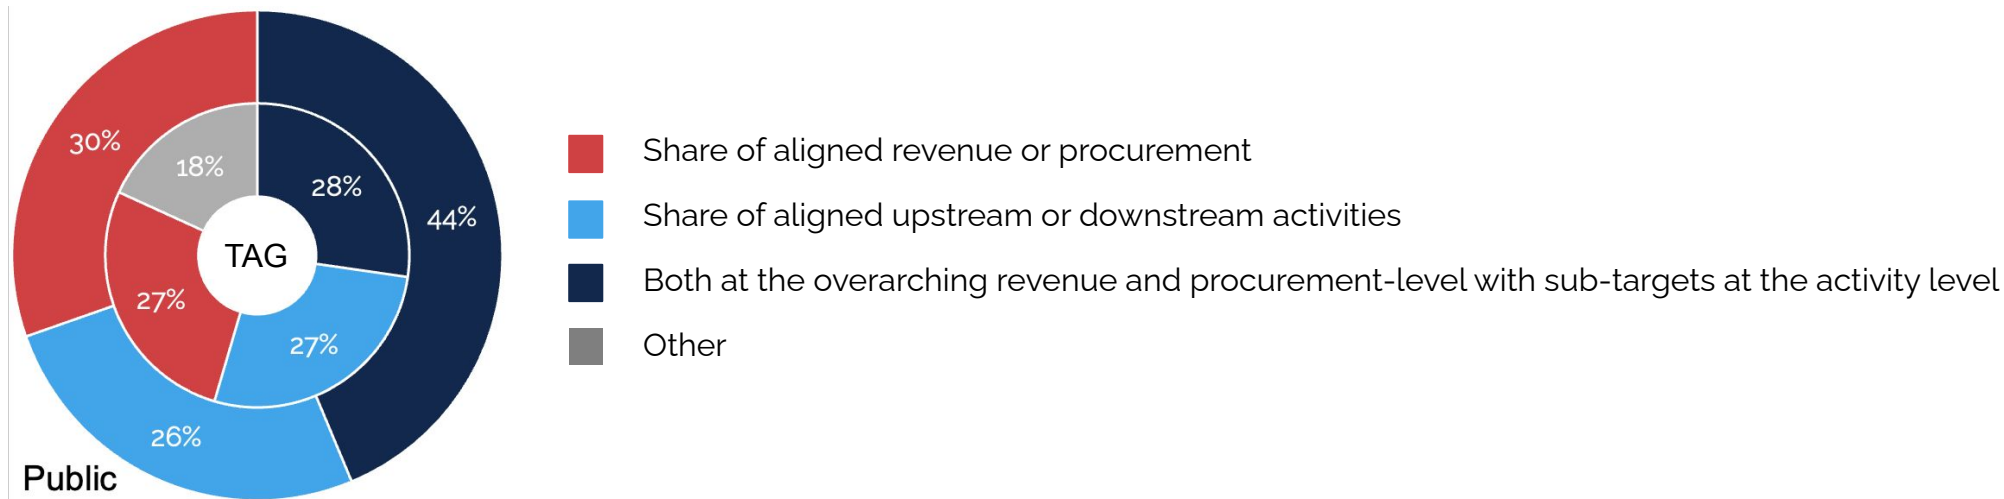 30%
18%
28%
44%
TAG
27%
27%
26%
Public
Share of aligned revenue or procurement
Share of aligned upstream or downstream activities
Both at the overarching revenue and procurement-level with sub-targets at the activity level
Other